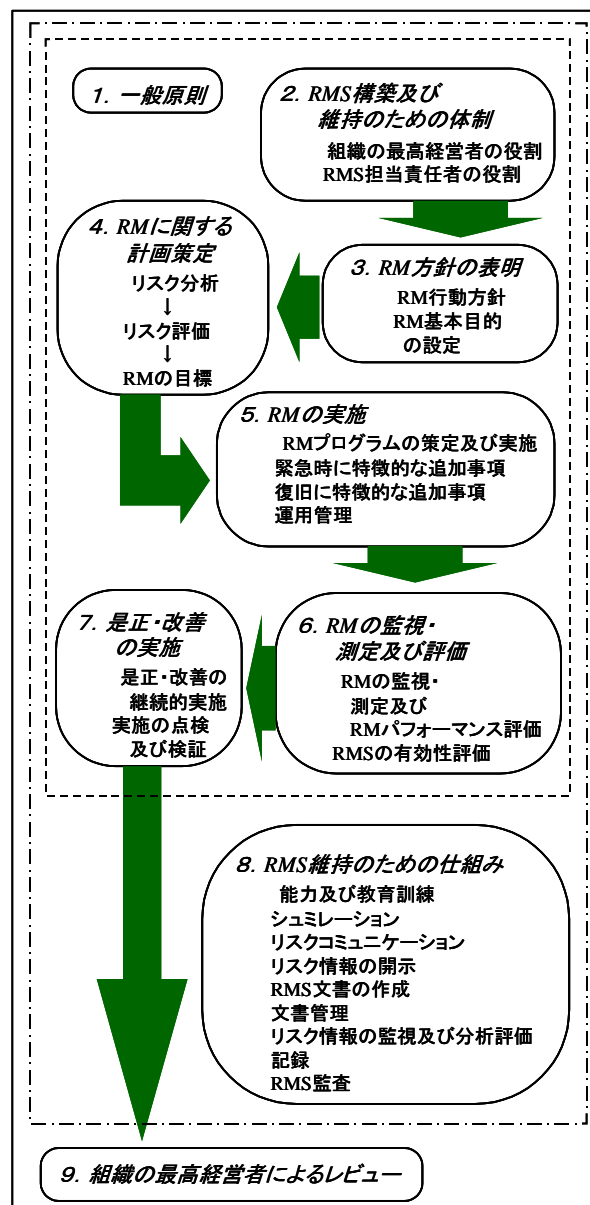 １．一般原則
２．RMS構築及び
維持のための体制
組織の最高経営者の役割
RMS担当責任者の役割
３．RM方針の表明
RM行動方針
RM基本目的
の設定
４．RMに関する
計画策定
リスク分析
↓
リスク評価
↓
RMの目標
５．RMの実施
RMプログラムの策定及び実施
緊急時に特徴的な追加事項
復旧に特徴的な追加事項
運用管理
６．RMの監視・
測定及び評価
RMの監視・
測定及び
RMパフォーマンス評価
RMSの有効性評価
７．是正・改善
の実施
是正・改善の
継続的実施
実施の点検
及び検証
８．RMS維持のための仕組み
能力及び教育訓練
シュミレーション
リスクコミュニケーション
リスク情報の開示
RMS文書の作成
文書管理
リスク情報の監視及び分析評価
記録
RMS監査
９．組織の最高経営者によるレビュー